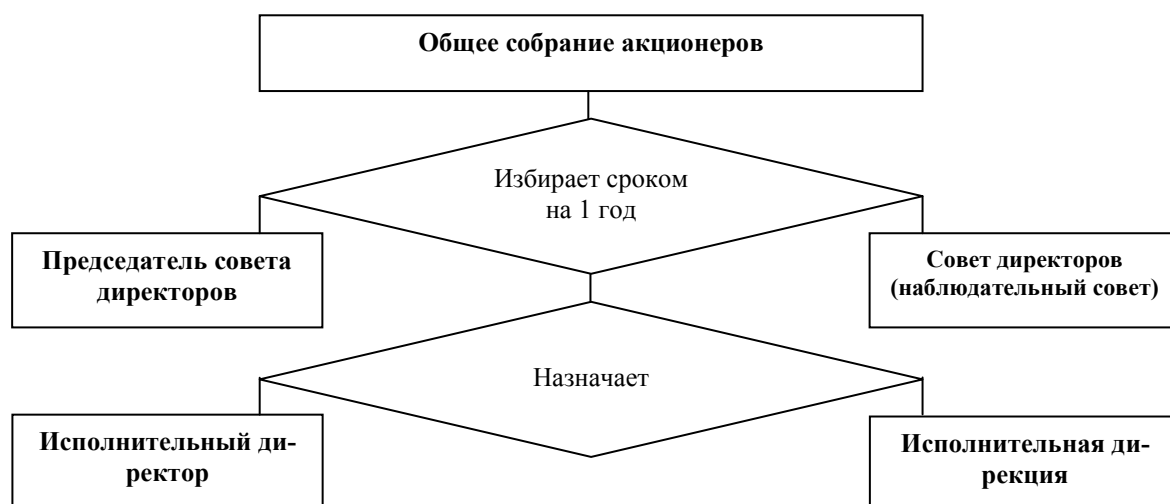 Общее собрание акционеров
Избирает сроком
на 1 год
Председатель совета
директоров
Совет директоров
(наблюдательный совет)
Назначает
Исполнительный ди-
ректор
Исполнительная ди-
рекция